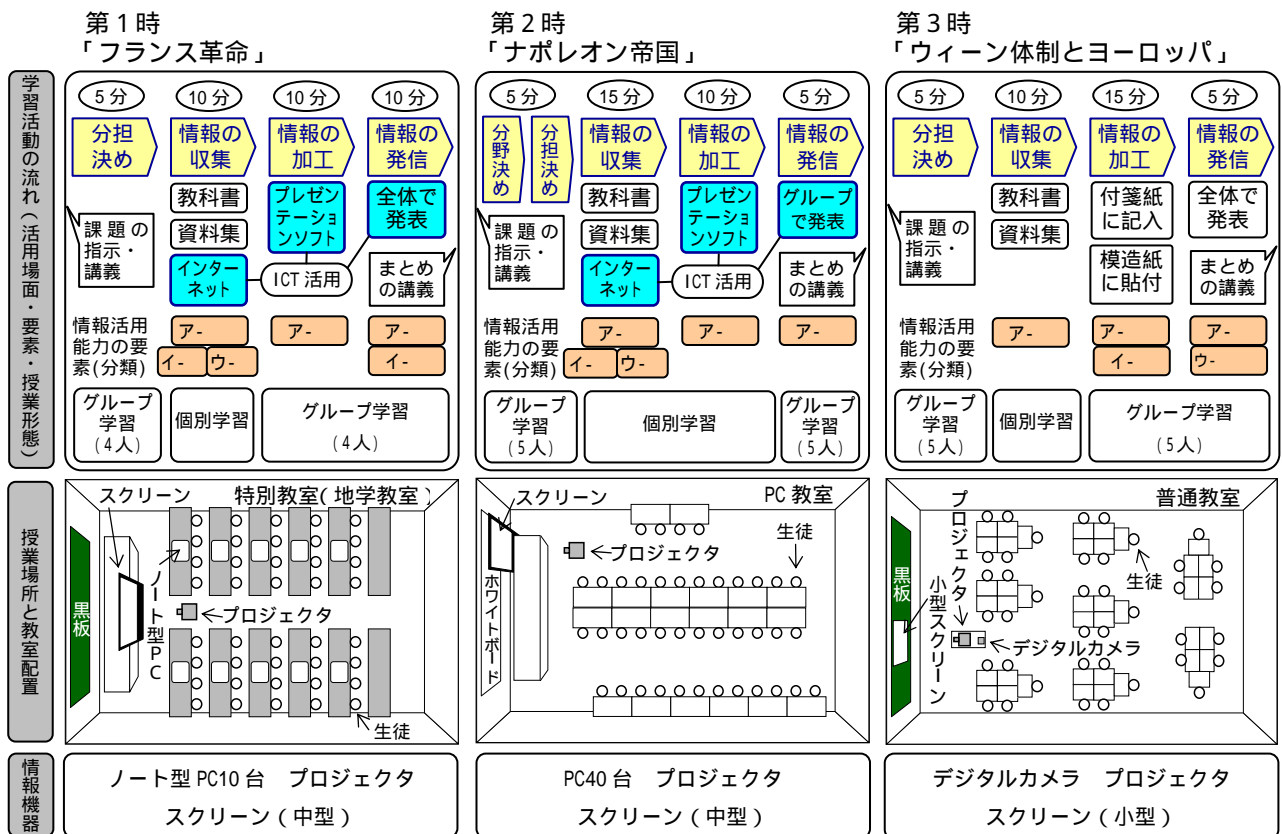 第１時
「フランス革命」
第２時
「ナポレオン帝国」
第３時
「ウィーン体制とヨーロッパ」
学習活動の流れ（活用場面・要素・授業形態）
5分
10分
10分
10分
分担
決め
情報の
収集
情報の
加工
情報の
発信
教科書
資料集
インター
ネット
プレゼン
テーショ
ンソフト
全体で
発表
課題の
指示・
講義
ICT活用
まとめ
の講義
情報活用
能力の要
素(分類)
ア-
イ-
ウ-
ア-
ア-
イ-
グループ
学習
(4人)
個別学習
グループ学習
(4人)
5分
15分
10分
5分
分野決め
分担決め
情報の
収集
情報の
加工
情報の
発信
教科書
資料集
インター
ネット
プレゼン
テーショ
ンソフト
グループ
で発表
課題の
指示・
講義
ICT活用
まとめ
の講義
情報活用
能力の要
素(分類)
ア-
イ-
ウ-
ア-
ア-
グループ
学習
(5人)
個別学習
グループ
学習
(5人)
5分
10分
15分
5分
分担
決め
情報の
収集
情報の
加工
情報の
発信
教科書
資料集
付箋紙
に記入
模造紙
に貼付
全体で
発表
課題の
指示・
講義
まとめ
の講義
情報活用
能力の要
素(分類)
ア-
ア-
イ-
ア-
ウ-
グループ
学習
(5人)
個別学習
グループ学習
(5人)
授業場所と教室配置
スクリーン
特別教室(地学教室)
黒板
ノート型PC
プロジェクタ
生徒
スクリーン
PC教室
生徒
プロジェクタ
ホワイトボード
普通教室
プロジェクタ
黒板
小型スクリーン
デジタルカメラ
生徒
情報機器
ノート型PC10台　プロジェクタ
スクリーン（中型）
PC40台　プロジェクタ
スクリーン（中型）
デジタルカメラ　プロジェクタ
スクリーン（小型）